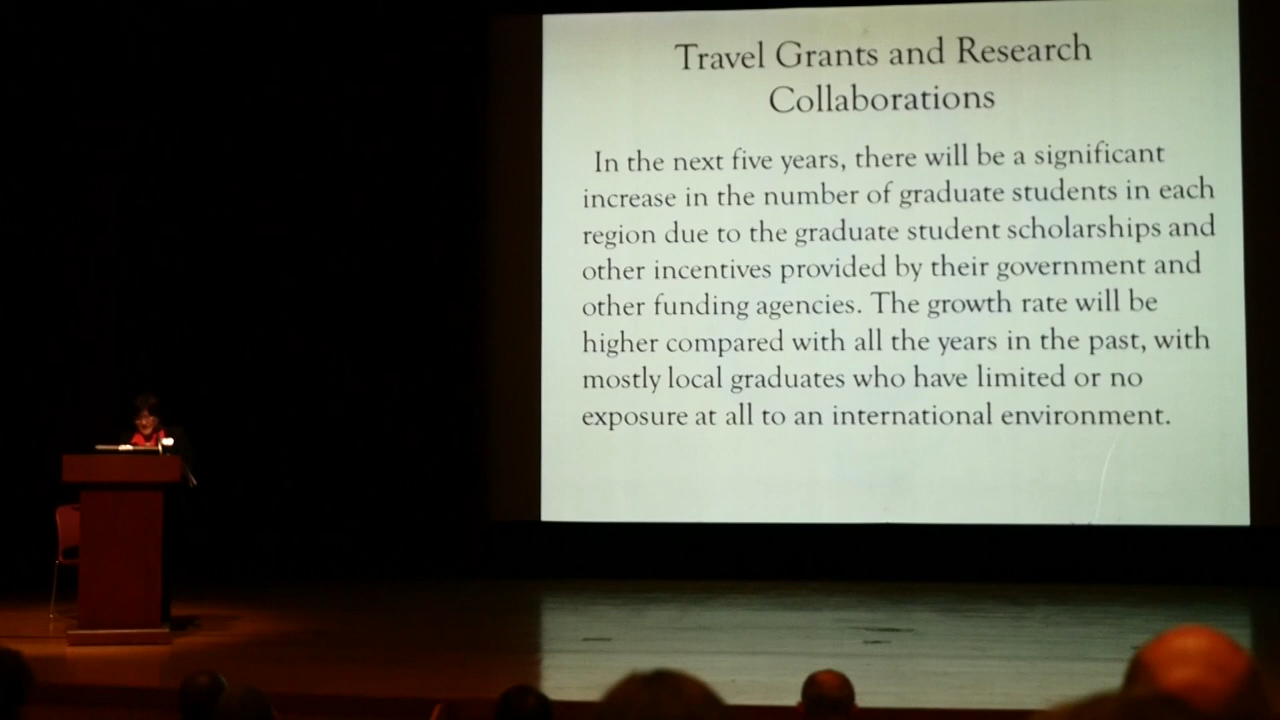 Travel Grants and Research
Collaborations
In the next five years, there will be a significant
increase in the number of graduate students in each
region due to the graduate student scholarships and
other incentives provided by their government and
other funding agencies. The growth rate will be
higher compared with all the years in the past, with
mostly local graduates who have limited or no
exposure at all to an international environment.